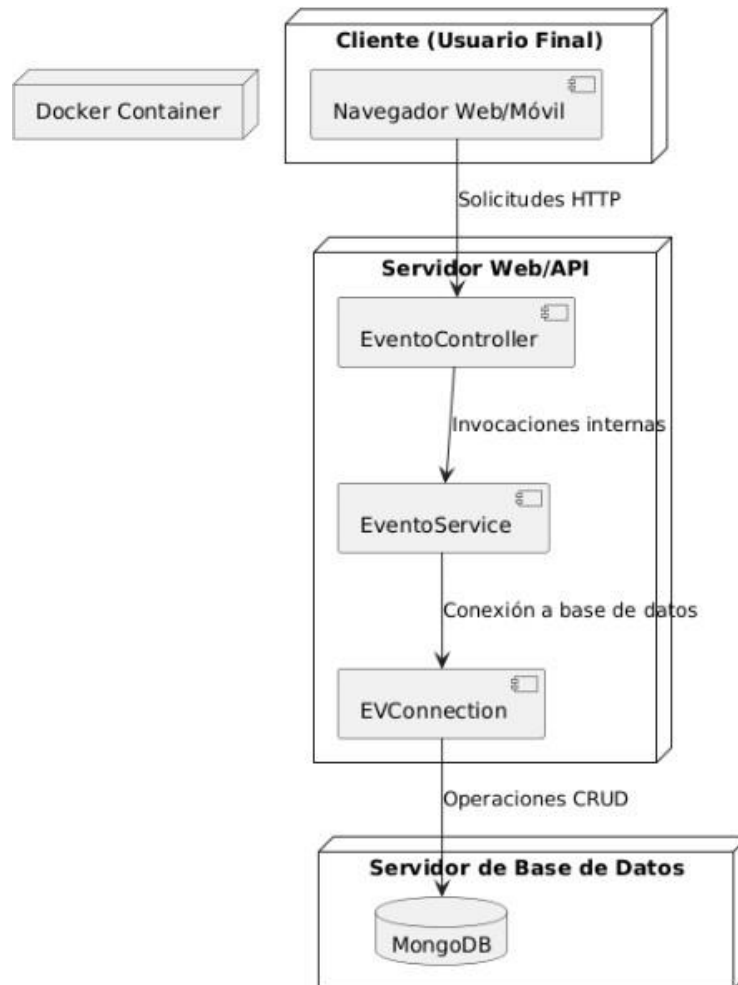 Cliente (Usuario Final)
Docker Container
Navegador Web/Móvil
Solicitudes HTTP
Servidor Web/API
EventoController
Invocaciones internas
EventoService
Conexión a base de datos
EVConnection
Operaciones CRUD
Servidor de Base de Datos
MongoDB